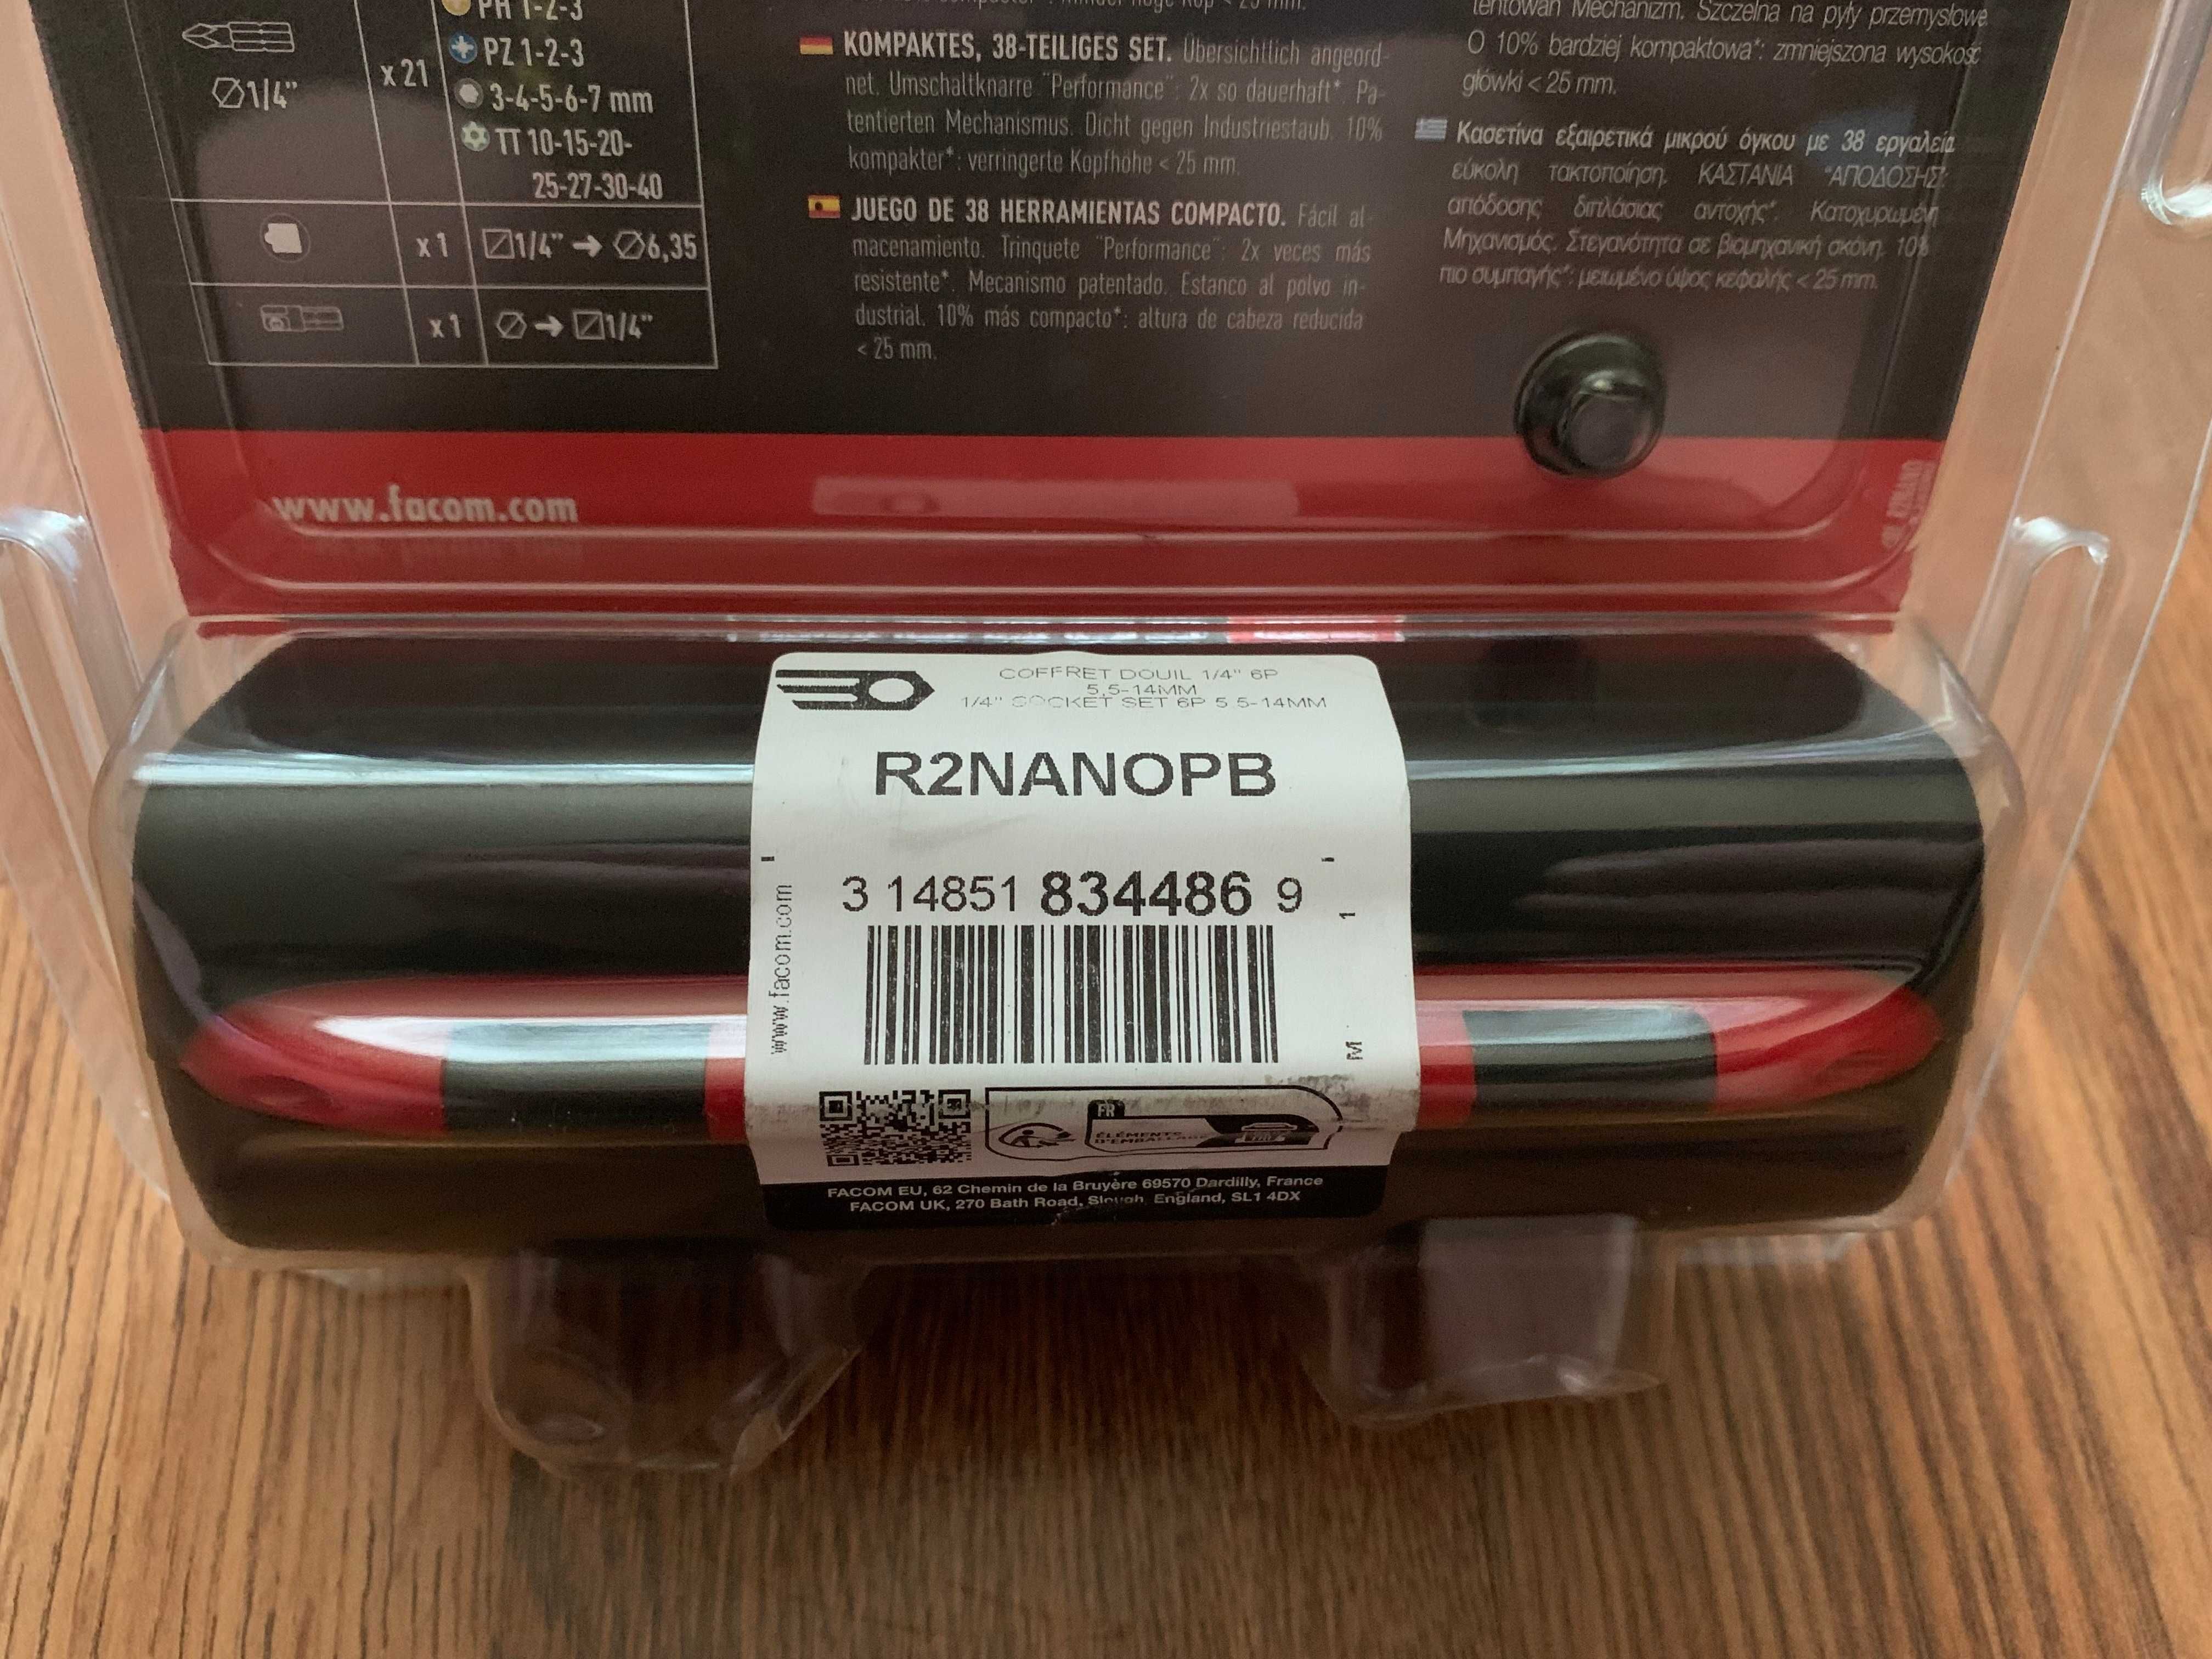 PH 1-2-3
PZ 1-2-3
∅1/4"
x 21
3-4-5-6-7 mm
TT 10-15-20-
25-27-30-40
x 1
1/4" → 6,35
x 1
→ 1/4"
KOMPAKTES, 38-TEILIGES SET. Übersichtlich angeord-
net. Umschaltknarre "Performance" : 2x so dauerhaft*. Pa-
tentierten Mechanismus. Dicht gegen Industriestaub. 10%
kompakter* : verringerte Kopfhöhe < 25 mm.
JUEGO DE 38 HERRAMIENTAS COMPACTO. Fácil al-
macenamiento. Trinquete "Performance" : 2x veces más
resistente*. Mecanismo patentado. Estanco al polvo in-
dustrial. 10% más compacto*: altura de cabeza reducida
< 25 mm.
tentowan Mechanizm. Szczelna na pyły przemysłowe.
O 10% bardziej kompaktowa*: zmniejszona wysokość
główki < 25 mm.
Κασετίνα εξαιρετικά μικρού όγκου με 38 εργαλεία
εύκολη τακτοποίηση. ΚΑΣΤΑΝΙΑ "ΑΠΟΔΟΣΗΣ":
απόδοσης διπλάσιας αντοχής*. Κατοχυρωμένη
Μηχανισμός. Στεγανότητα σε βιομηχανική σκόνη. 10%
πιο συμπαγής* : μειωμένο ύψος κεφαλής < 25 mm.
www.facom.com
COFFRET DOUIL 1/4" 6P
5,5-14MM
1/4" SOCKET SET 6P 5,5-14MM
R2NANOPB
3 14851 834486 9
www.facom.com
1
M
FR
ÉLÉMENTS
D'EMBALLAGE
FACOM EU, 62 Chemin de la Bruyère 69570 Dardilly, France
FACOM UK, 270 Bath Road, Slough, England, SL1 4DX